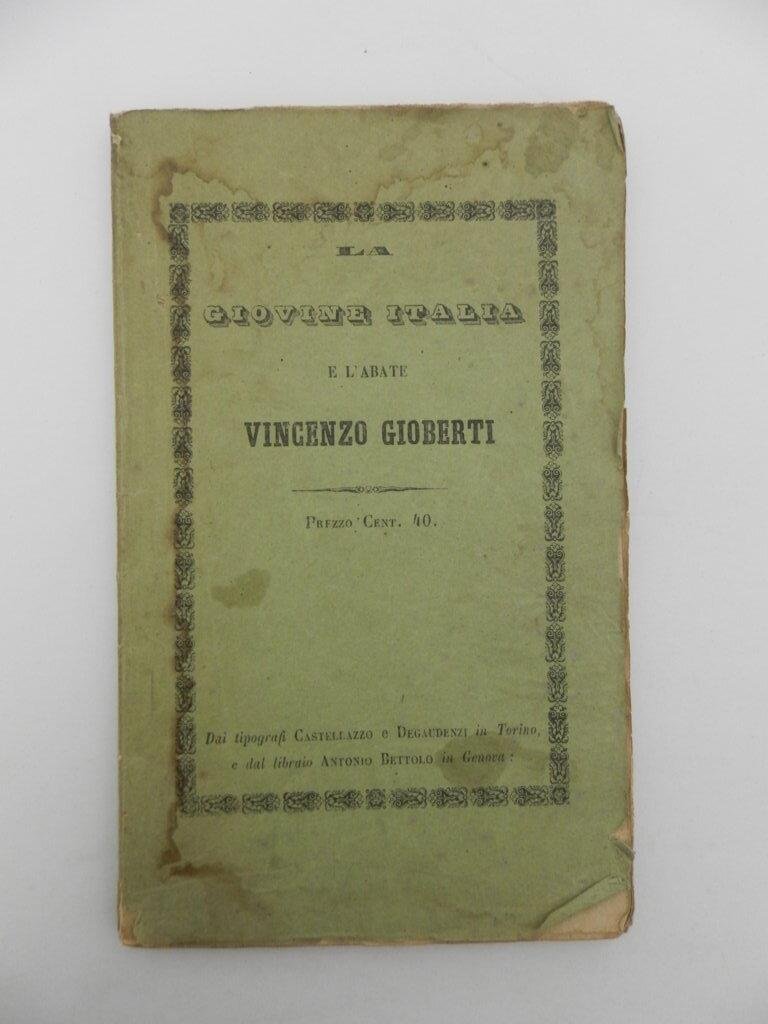 LA
GIOVINE ITALIA
E L'ABATE
VINCENZO GIOBERTI
PREZZO CENT. 40.
Dai tipografi CASTELLAZZO e DEGAUDENZI in Torino,
e dal libraio ANTONIO BETTOLO in Genova: